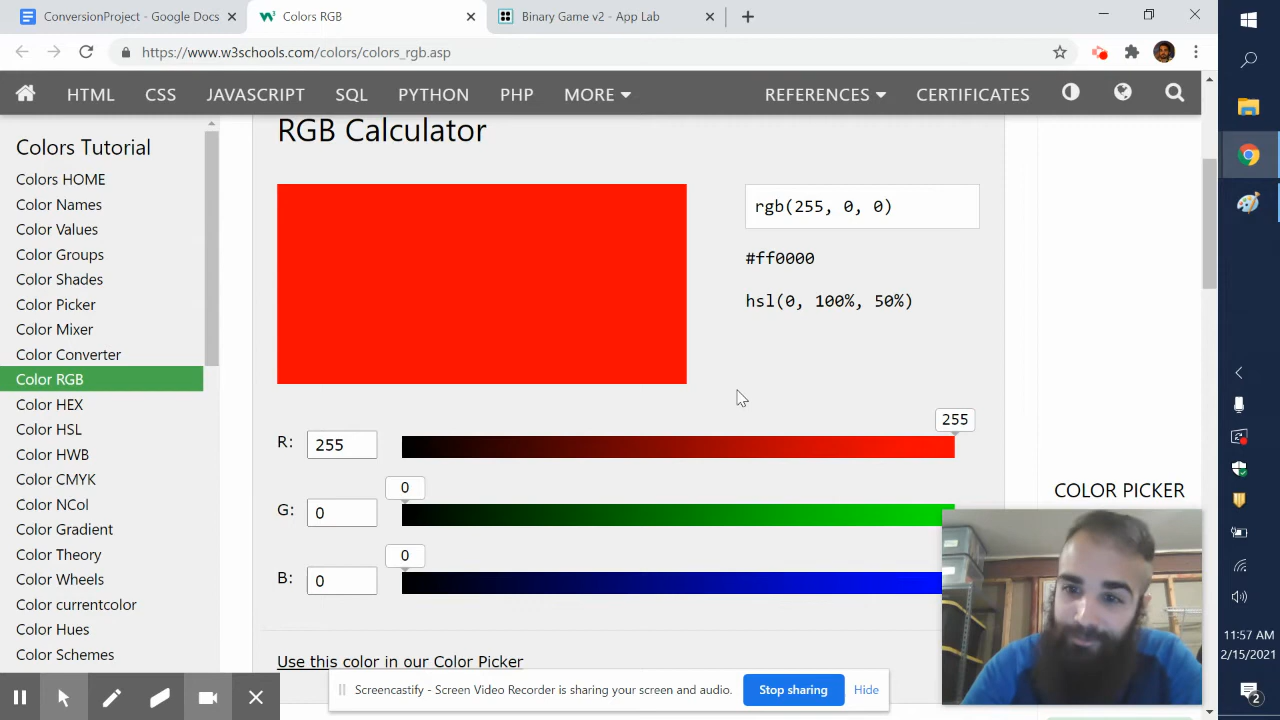 ConversionProject - Google Docs
Colors RGB
Binary Game v2 - App Lab
https://www.w3schools.com/colors/colors_rgb.asp
HTML CSS JAVASCRIPT SQL PYTHON PHP MORE REFERENCES CERTIFICATES
Colors Tutorial
Colors HOME
Color Names
Color Values
Color Groups
Color Shades
Color Picker
Color Mixer
Color Converter
Color RGB
Color HEX
Color HSL
Color HWB
Color CMYK
Color NCol
Color Gradient
Color Theory
Color Wheels
Color currentcolor
Color Hues
Color Schemes
RGB Calculator
rgb(255, 0, 0)
#ff0000
hsl(0, 100%, 50%)
255
R: 255
0
G: 0
0
B: 0
Use this color in our Color Picker
COLOR PICKER
Screencastify - Screen Video Recorder is sharing your screen and audio.
Stop sharing
Hide
11:57 AM
2/15/2021
2